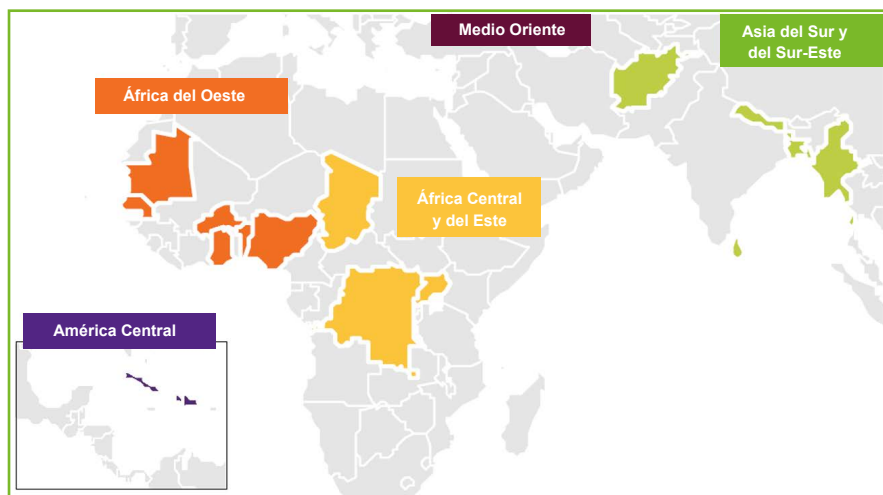 Medio Oriente
Asia del Sur y
del Sur-Este
África del Oeste
África Central
y del Este
América Central